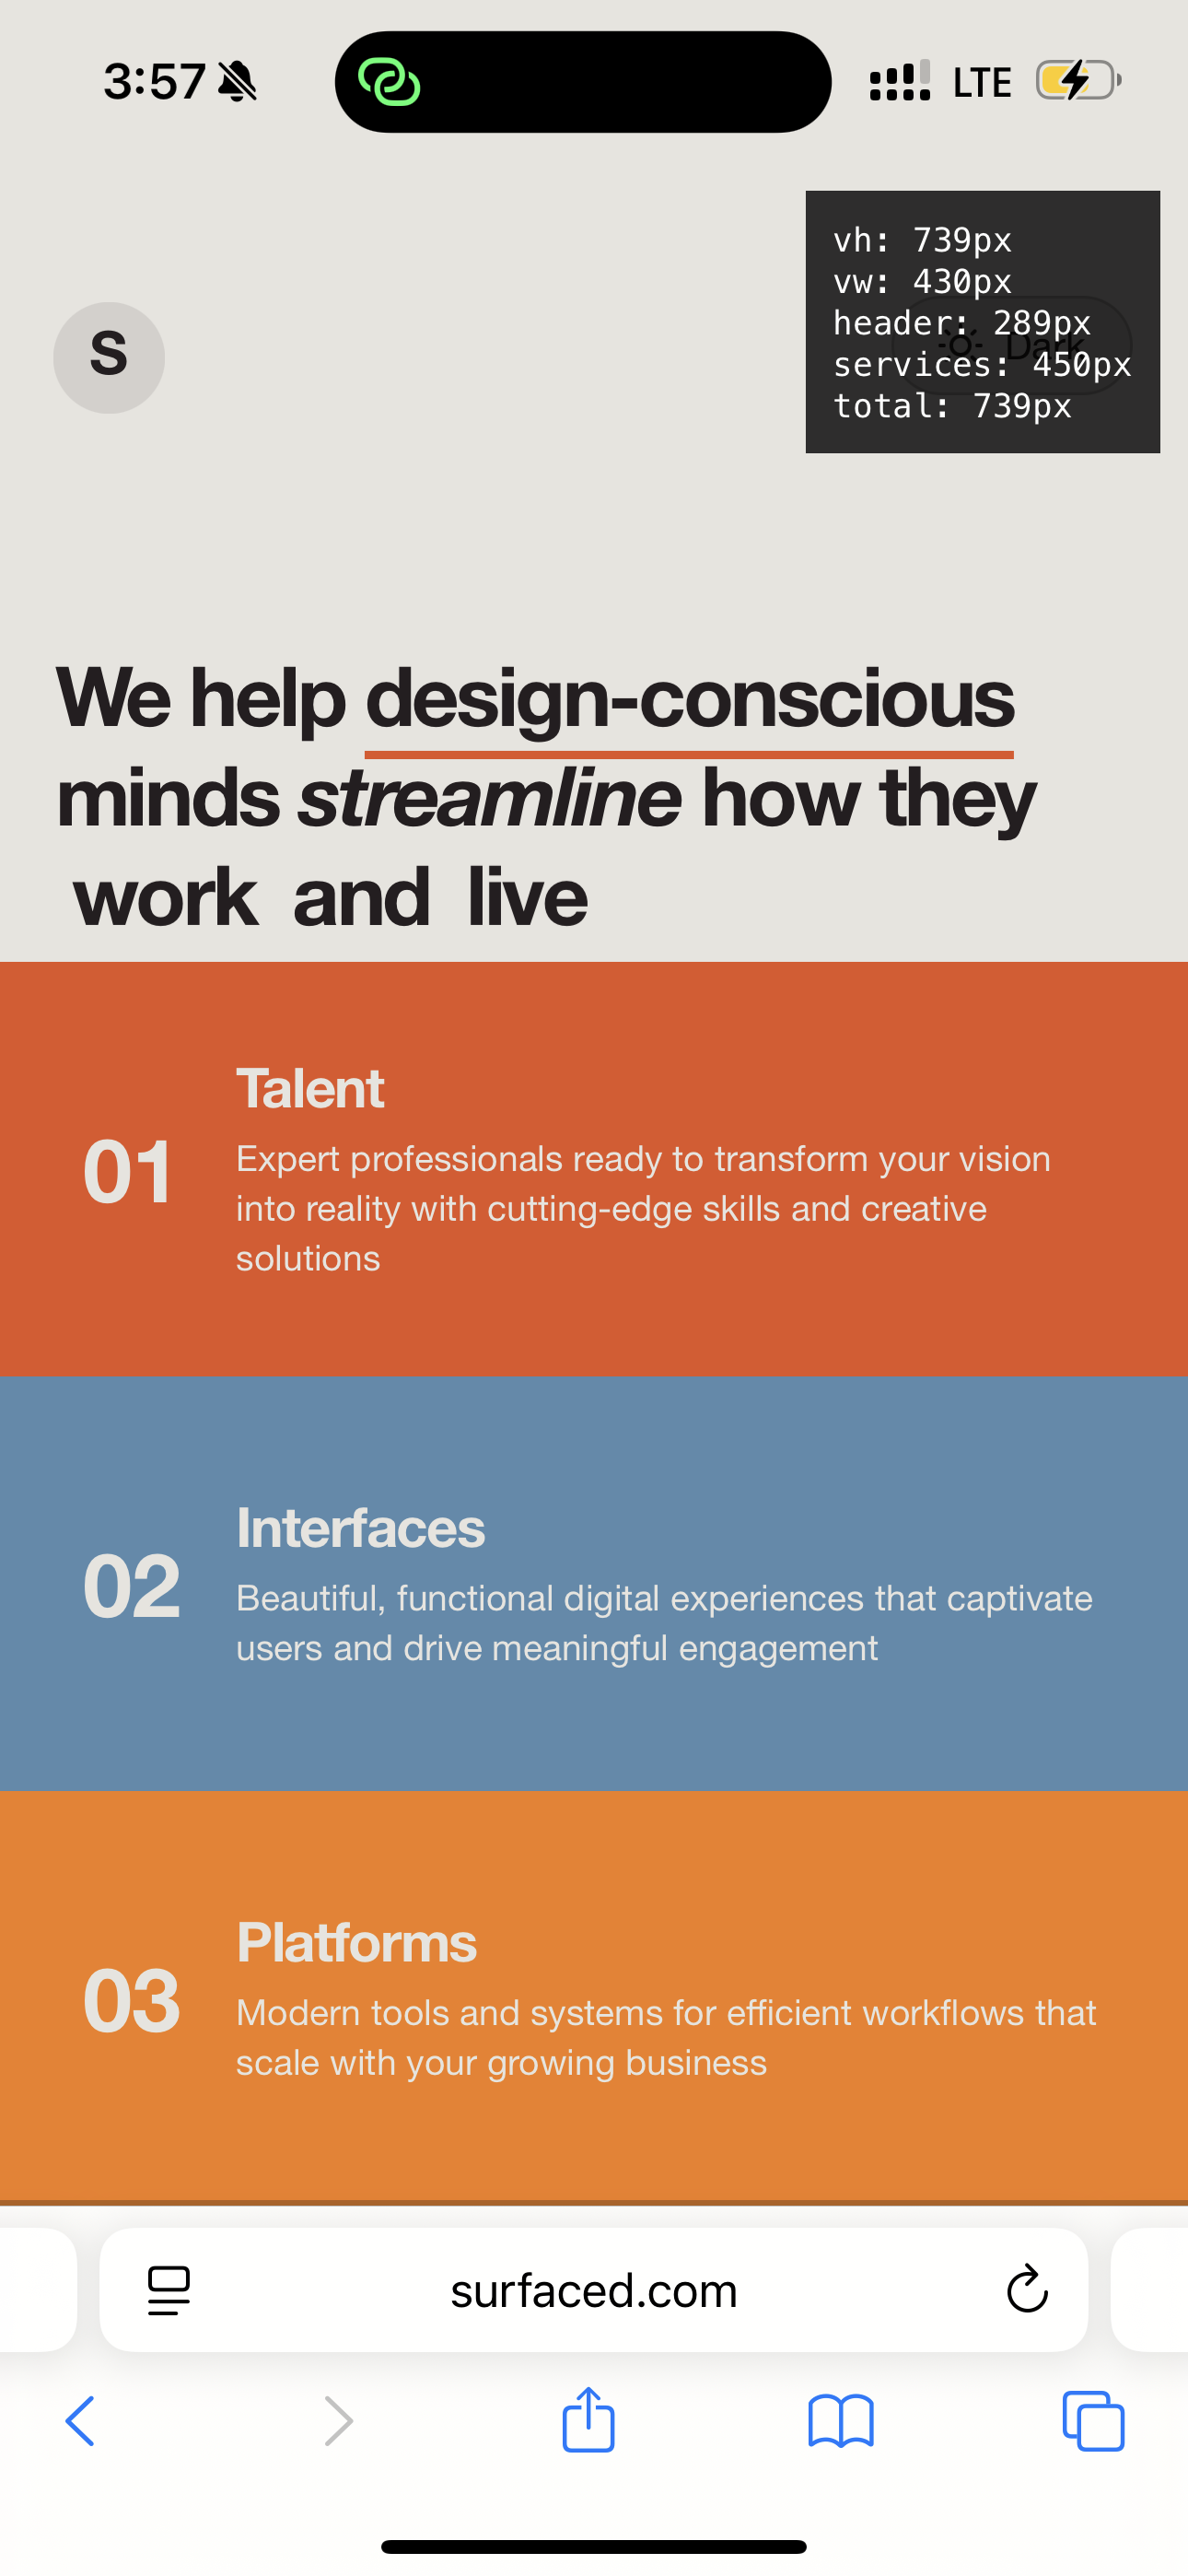 3:57
LTE
vh: 739px
vw: 430px
header: 289px
services: 450px
total: 739px
S
Dark
We help design-conscious
minds streamline how they
work and live
01
Talent
Expert professionals ready to transform your vision
into reality with cutting-edge skills and creative
solutions
02
Interfaces
Beautiful, functional digital experiences that captivate
users and drive meaningful engagement
03
Platforms
Modern tools and systems for efficient workflows that
scale with your growing business
surfaced.com